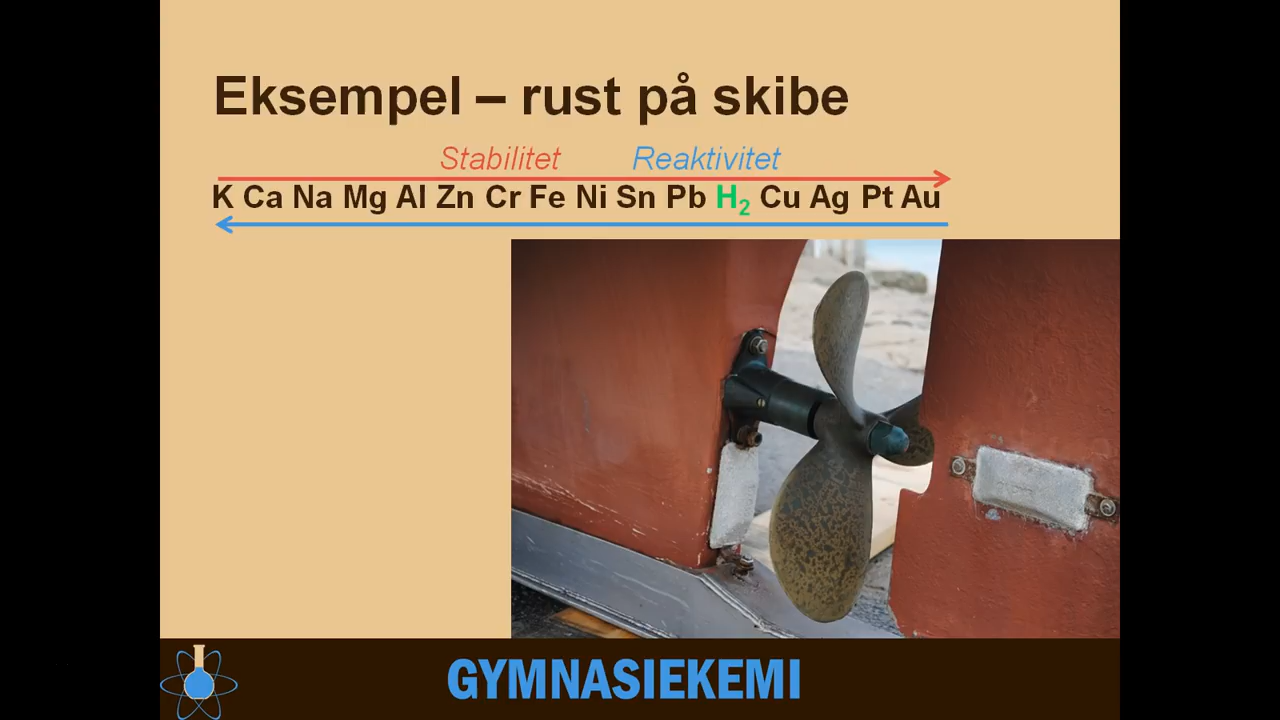 Eksempel – rust på skibe
Stabilitet Reaktivitet
K Ca Na Mg Al Zn Cr Fe Ni Sn Pb H₂ Cu Ag Pt Au
GYMNASIEKEMI